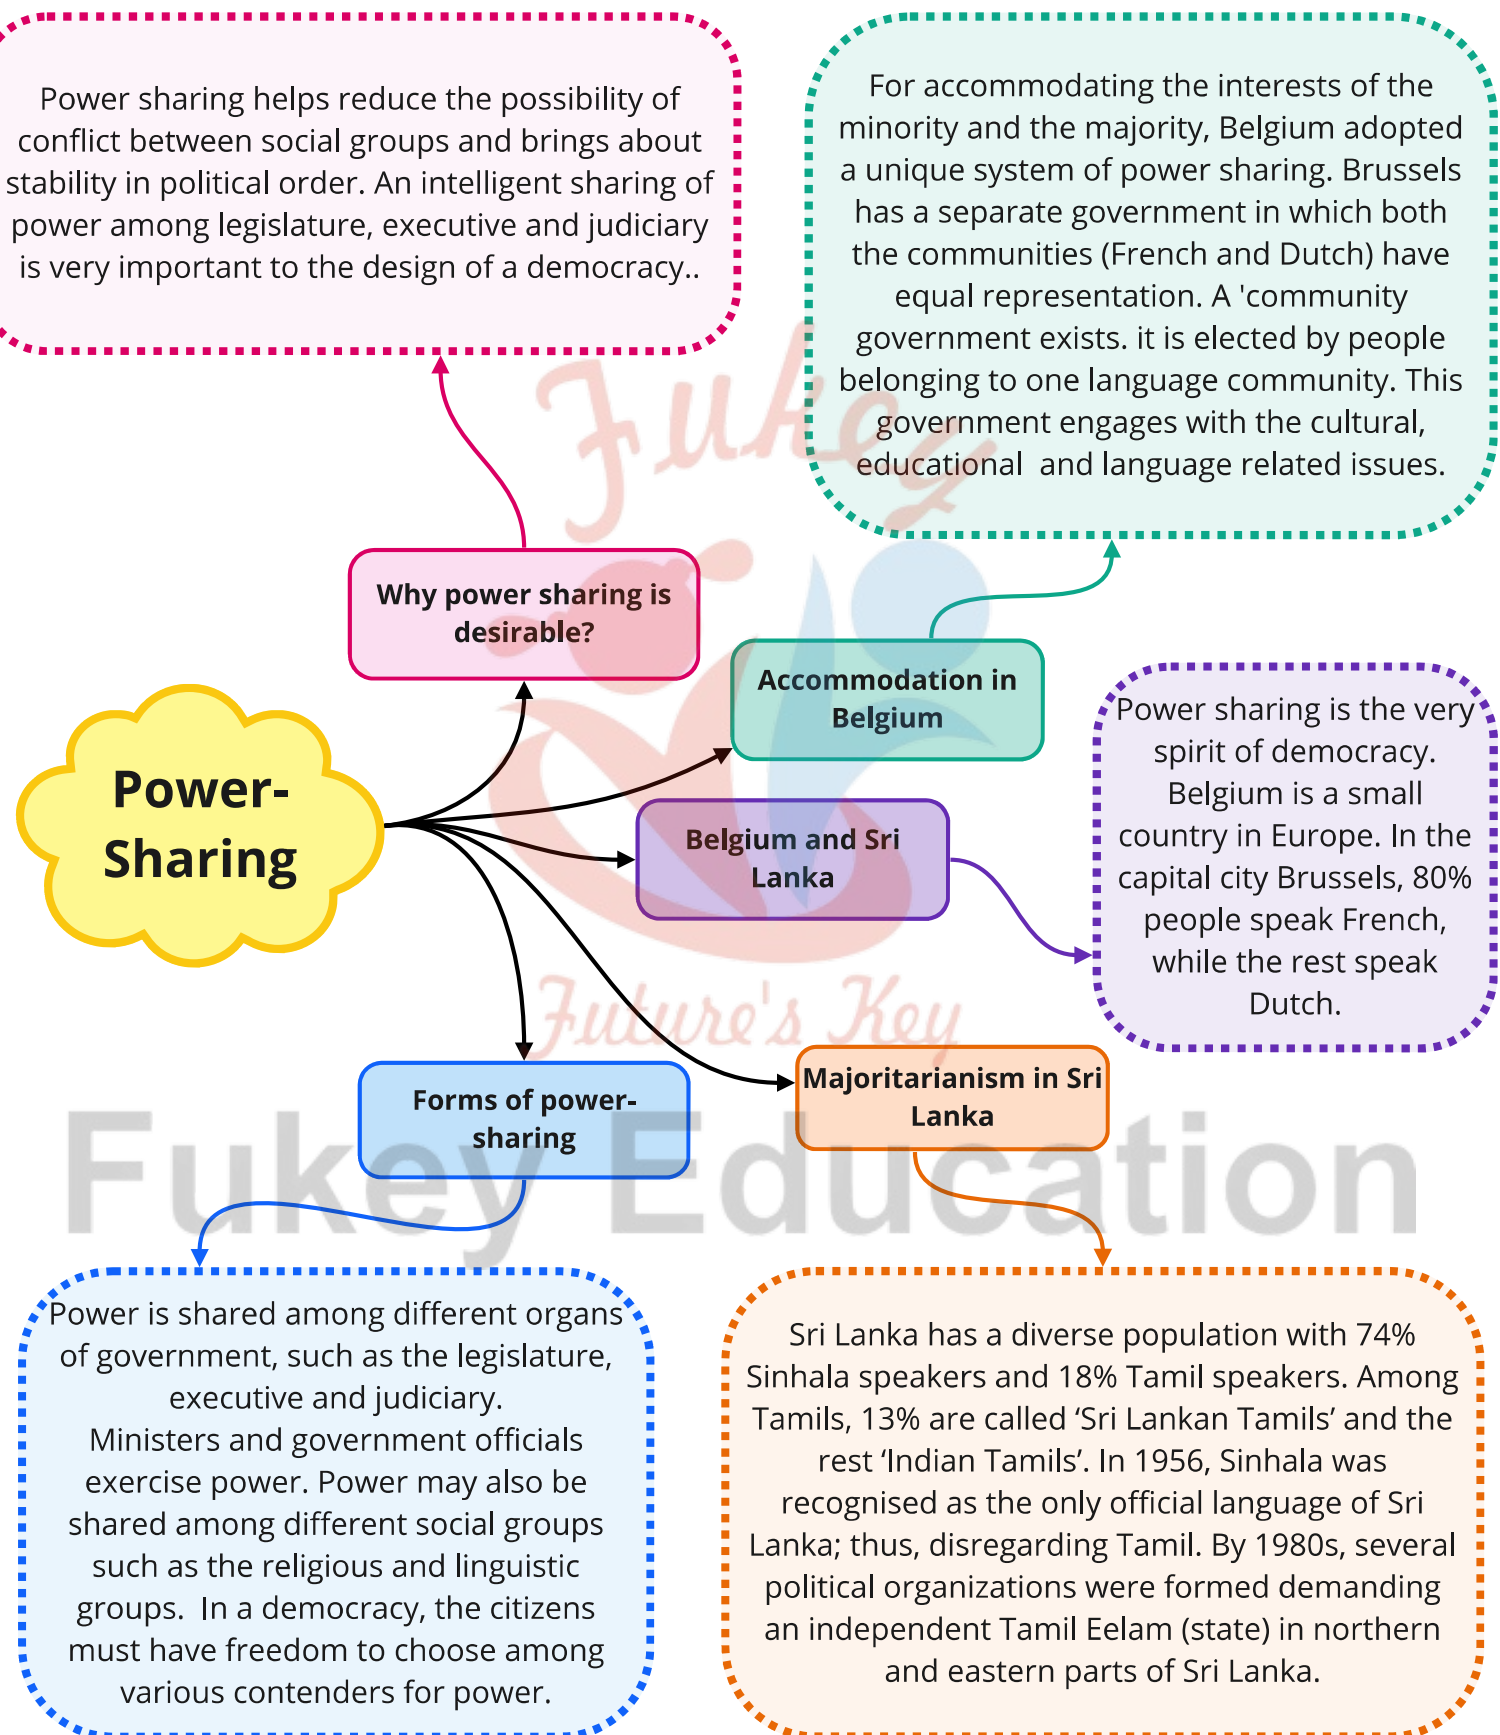 Power sharing helps reduce the possibility of
conflict between social groups and brings about
stability in political order. An intelligent sharing of
power among legislature, executive and judiciary
is very important to the design of a democracy..
For accommodating the interests of the
minority and the majority, Belgium adopted
a unique system of power sharing. Brussels
has a separate government in which both
the communities (French and Dutch) have
equal representation. A 'community
government exists. it is elected by people
belonging to one language community. This
government engages with the cultural,
educational  and language related issues.
Fukey
Why power sharing is
desirable?
Accommodation in
Belgium
Power-
Sharing
Belgium and Sri
Lanka
Power sharing is the very
spirit of democracy.
Belgium is a small
country in Europe. In the
capital city Brussels, 80%
people speak French,
while the rest speak
Dutch.
Future's Key
Forms of power-
sharing
Majoritarianism in Sri
Lanka
Fukey Education
Power is shared among different organs
of government, such as the legislature,
executive and judiciary.
Ministers and government officials
exercise power. Power may also be
shared among different social groups
such as the religious and linguistic
groups.  In a democracy, the citizens
must have freedom to choose among
various contenders for power.
Sri Lanka has a diverse population with 74%
Sinhala speakers and 18% Tamil speakers. Among
Tamils, 13% are called ‘Sri Lankan Tamils’ and the
rest ‘Indian Tamils’. In 1956, Sinhala was
recognised as the only official language of Sri
Lanka; thus, disregarding Tamil. By 1980s, several
political organizations were formed demanding
an independent Tamil Eelam (state) in northern
and eastern parts of Sri Lanka.